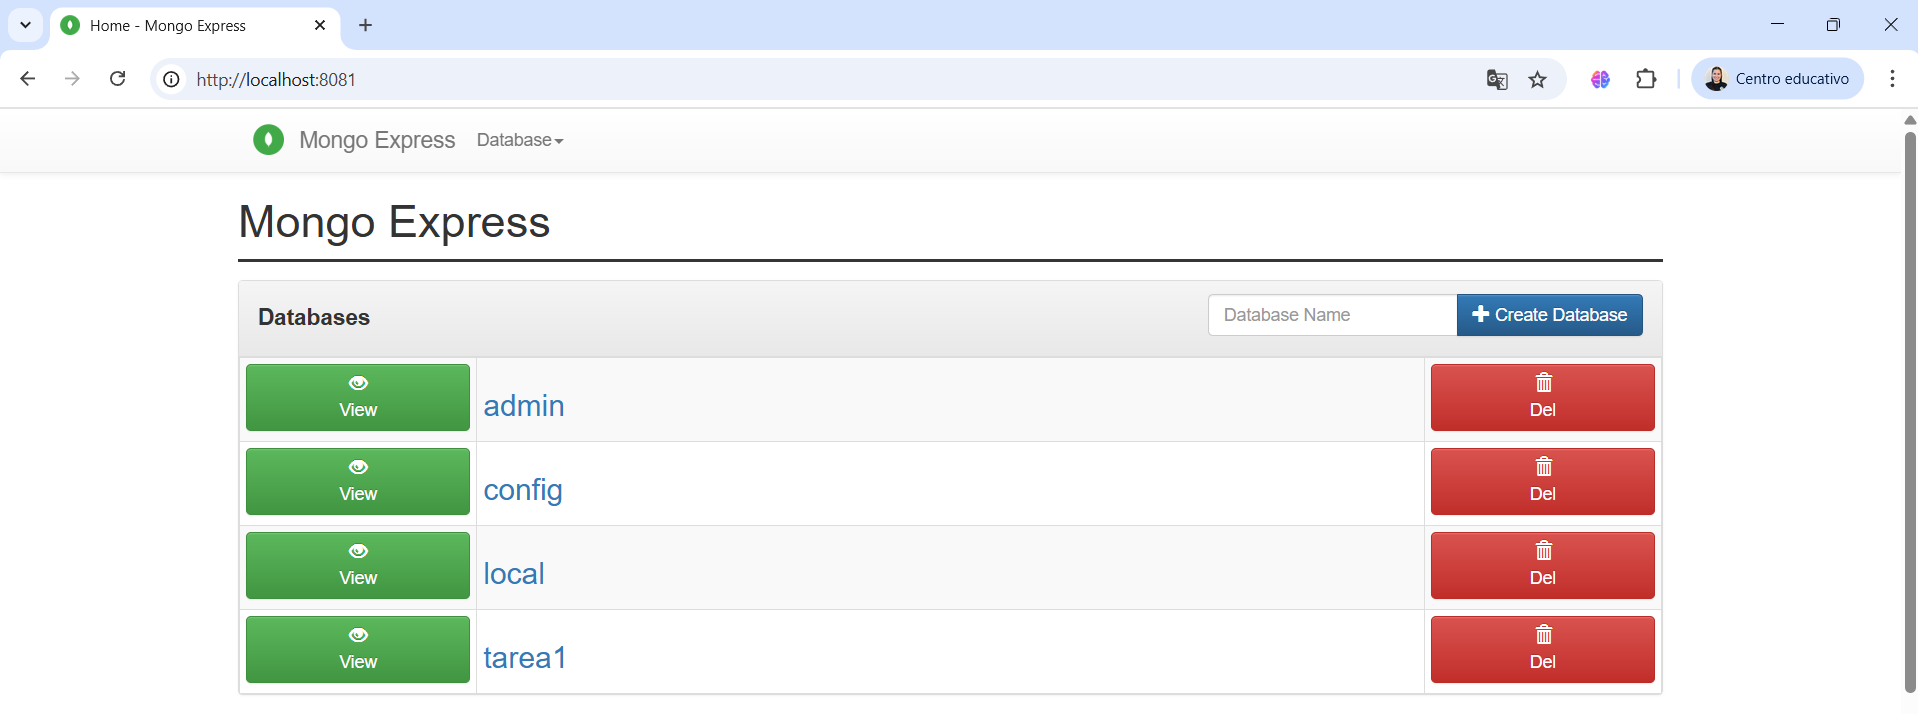 Home - Mongo Express
http://localhost:8081
Centro educativo
Mongo Express Database
Mongo Express
Databases
Database Name
Create Database
View admin Del
View config Del
View local Del
View tarea1 Del